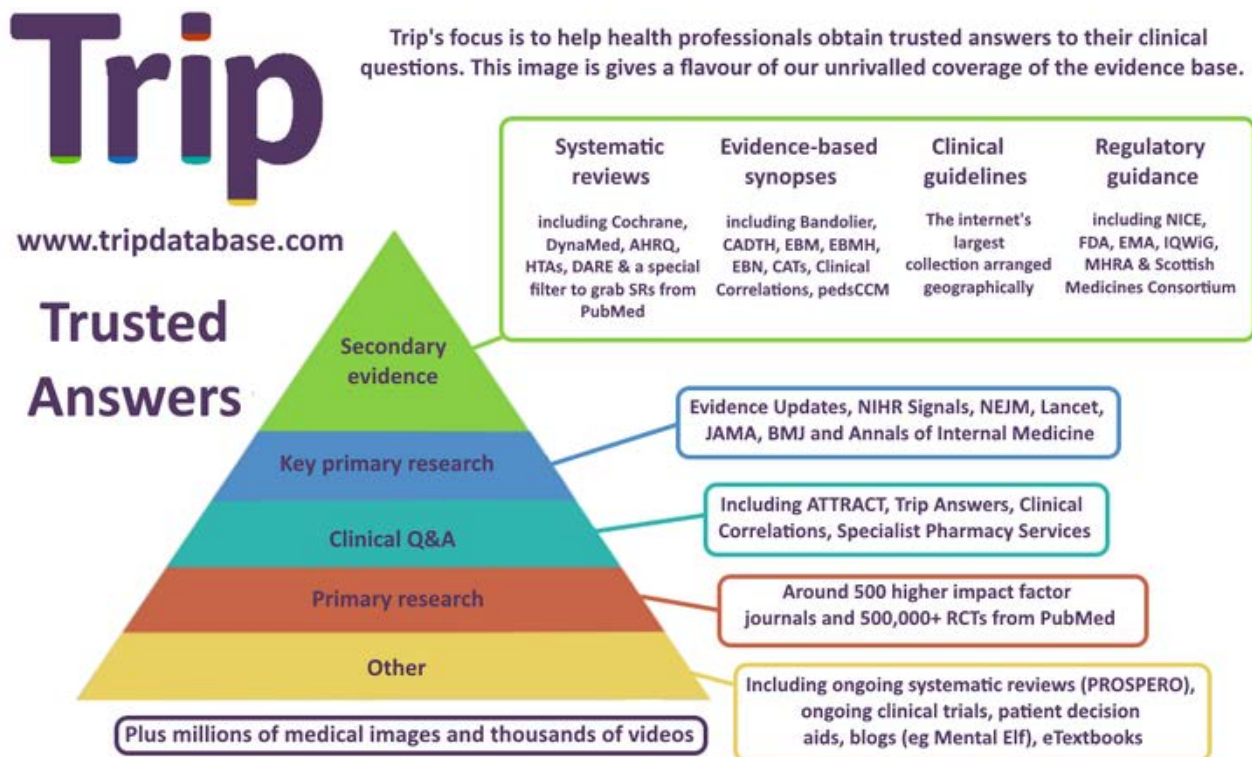 Trip
www.tripdatabase.com
Trusted
Answers
Trip's focus is to help health professionals obtain trusted answers to their clinical
questions. This image is gives a flavour of our unrivalled coverage of the evidence base.
Systematic
reviews
including Cochrane,
DynaMed, AHRQ,
HTAs, DARE & a special
filter to grab SRs from
PubMed
Evidence-based
synopses
including Bandolier,
CADTH, EBM, EBMH,
EBN, CATs, Clinical
Correlations, pedsCCM
Clinical
guidelines
The internet's
largest
collection arranged
geographically
Regulatory
guidance
including NICE,
FDA, EMA, IQWiG,
MHRA & Scottish
Medicines Consortium
Secondary
evidence
Key primary research
Evidence Updates, NIHR Signals, NEJM, Lancet,
JAMA, BMJ and Annals of Internal Medicine
Clinical Q&A
Including ATTRACT, Trip Answers, Clinical
Correlations, Specialist Pharmacy Services
Primary research
Around 500 higher impact factor
journals and 500,000+ RCTs from PubMed
Other
Including ongoing systematic reviews (PROSPERO),
ongoing clinical trials, patient decision
aids, blogs (eg Mental Elf), eTextbooks
Plus millions of medical images and thousands of videos